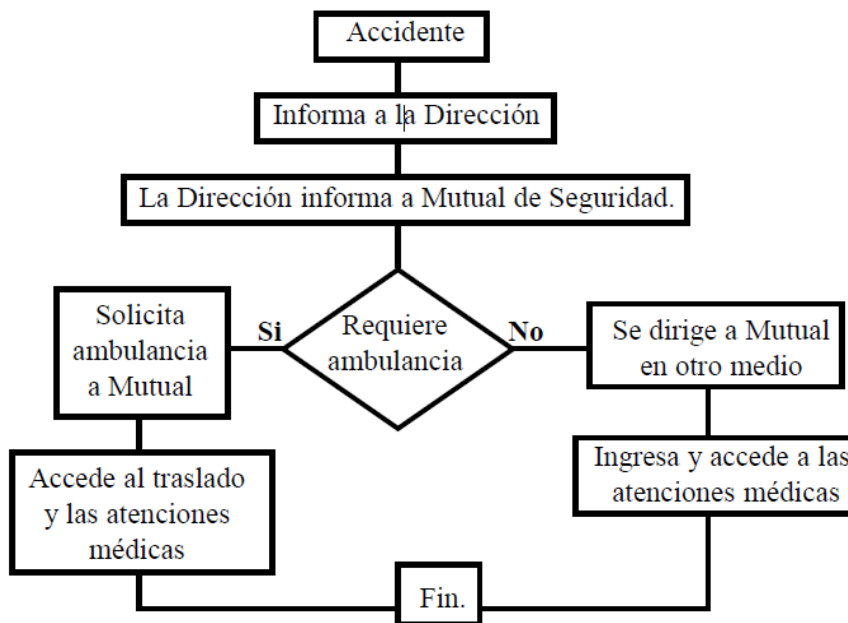 Accidente
Informa a la Dirección
La Dirección informa a Mutual de Seguridad.
Solicita
ambulancia
a Mutual
Si
Requiere
ambulancia
No
Se dirige a Mutual
en otro medio
Accede al traslado
y las atenciones
médicas
Ingresa y accede a las
atenciones médicas
Fin.